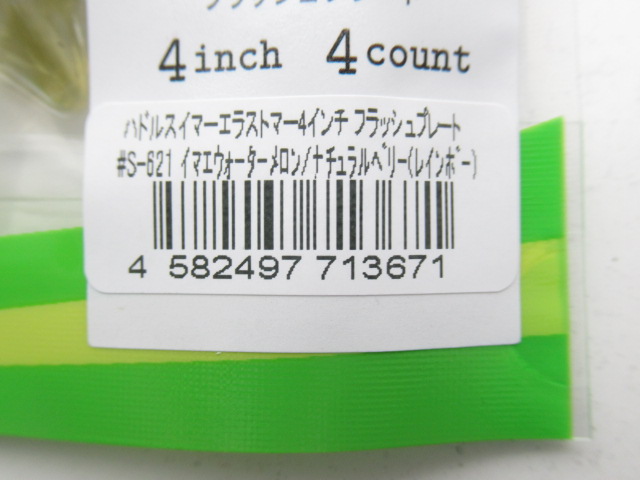 4inch 4count
ハドルスイマーエラストマー4インチ フラッシュプレート
#S-621 イマエウォーターメロン/ナチュラルベリー(レインボー)
4 582497 713671